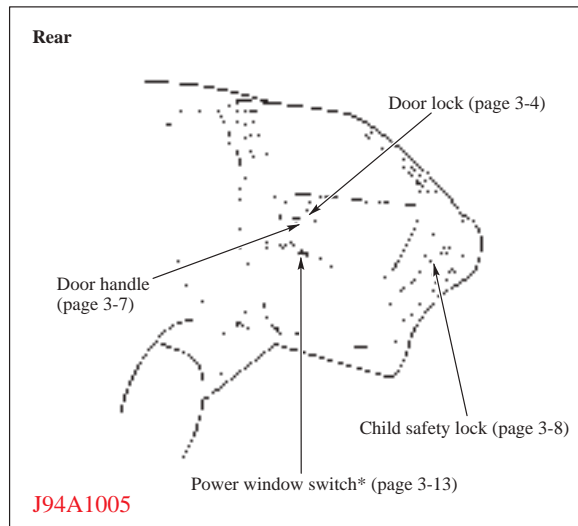 Rear
Door lock (page 3-4)
Door handle
(page 3-7)
Child safety lock (page 3-8)
Power window switch* (page 3-13)
J94A1005